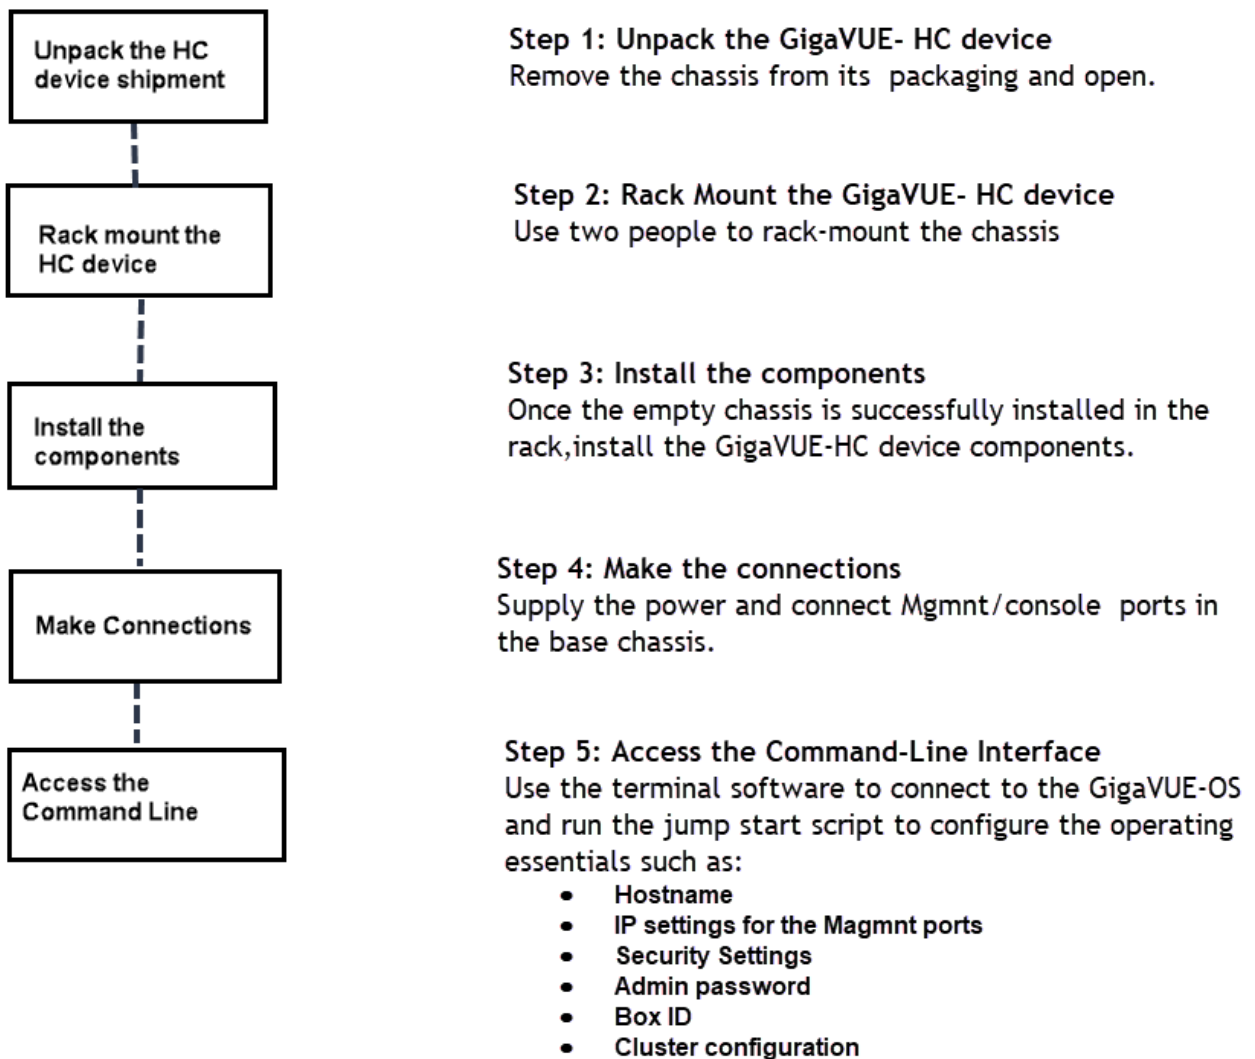 Unpack the HC
device shipment
Step 1: Unpack the GigaVUE- HC device
Remove the chassis from its  packaging and open.
Rack mount the
HC device
Step 2: Rack Mount the GigaVUE- HC device
Use two people to rack-mount the chassis
Install the
components
Step 3: Install the components
Once the empty chassis is successfully installed in the
rack,install the GigaVUE-HC device components.
Make Connections
Step 4: Make the connections
Supply the power and connect Mgmnt/console  ports in
the base chassis.
Access the
Command Line
Step 5: Access the Command-Line Interface
Use the terminal software to connect to the GigaVUE-OS
and run the jump start script to configure the operating
essentials such as:
• Hostname
• IP settings for the Magmnt ports
• Security Settings
• Admin password
• Box ID
• Cluster configuration